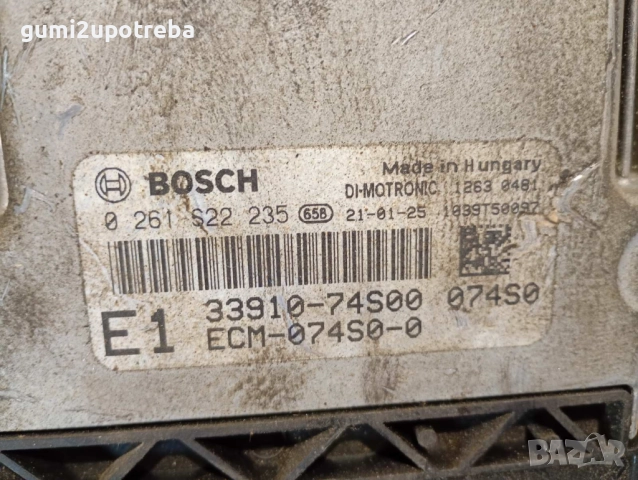 gumi2upotreba
BOSCH
Made in Hungary
DI-MOTRONIC 1263 0481
0 261 S22 235 658 21-01-25 1039T50097
E1
33910-74S00 074S0
ECM-074S0-0
BAZAR